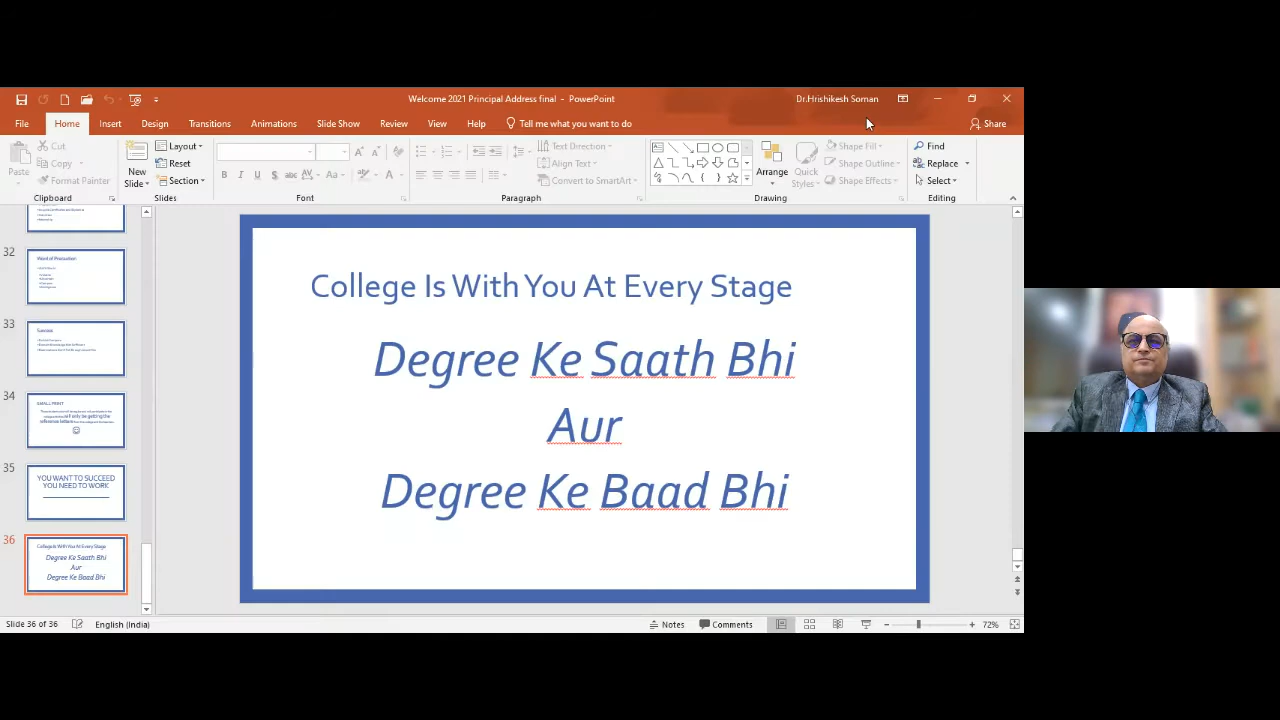 Welcome 2021 Principal Address final - PowerPoint
Dr.Hrishikesh Soman
File Home Insert Design Transitions Animations Slide Show Review View Help Tell me what you want to do
Share
Paste
Cut
Copy
Format Painter
Clipboard
New Slide
Layout
Reset
Section
Slides
B I U S abc AV Aa A
Font
Paragraph
Text Direction
Align Text
Convert to SmartArt
Arrange
Quick Styles
Shape Fill
Shape Outline
Shape Effects
Drawing
Find
Replace
Select
Editing
32
Word of Precaution
33
Success
34
SMALL PRINT
35
YOU WANT TO SUCCEED
YOU NEED TO WORK
36
College Is With You At Every Stage
Degree Ke Saath Bhi
Aur
Degree Ke Baad Bhi
College Is With You At Every Stage
Degree Ke Saath Bhi
Aur
Degree Ke Baad Bhi
Slide 36 of 36
English (India)
Notes
Comments
72%